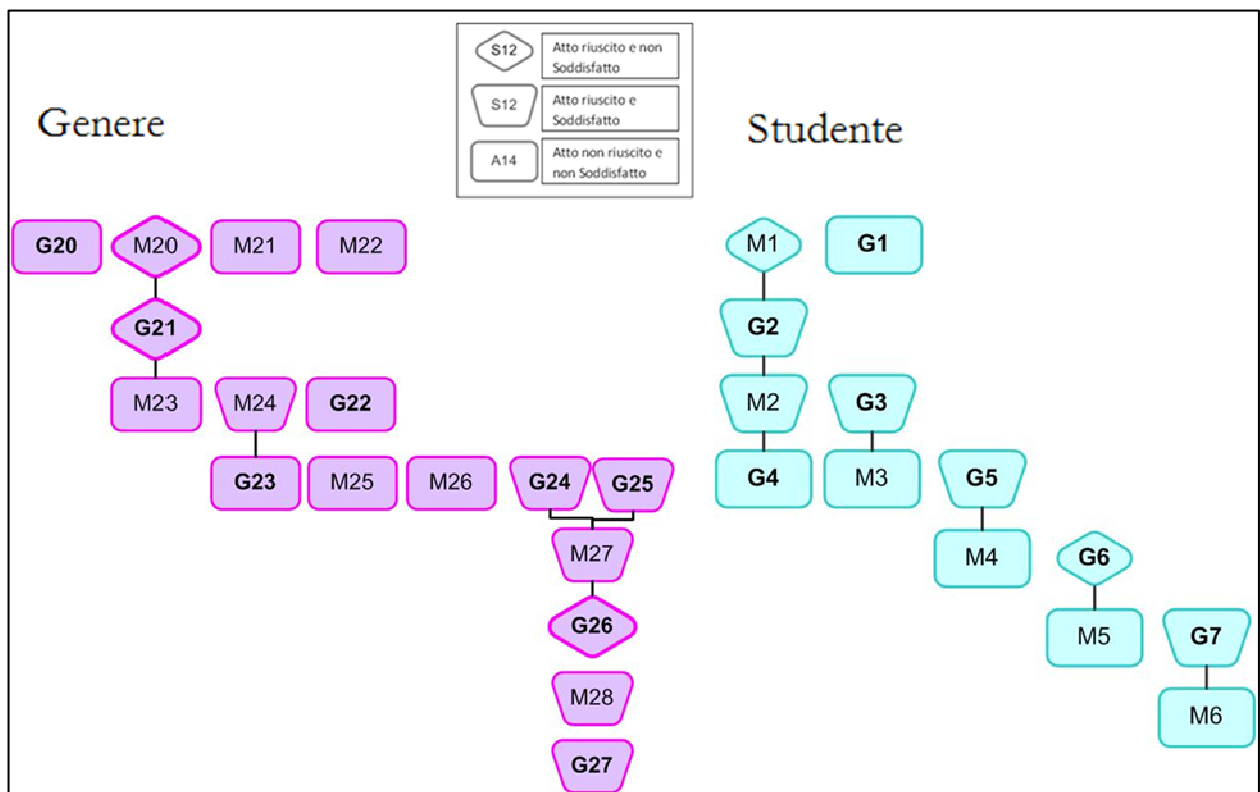 S12
Atto riuscito e non
Soddisfatto
S12
Atto riuscito e
Soddisfatto
A14
Atto non riuscito e
non Soddisfatto
Genere
G20 M20 M21 M22
G21
M23 M24 G22
G23 M25 M26 G24 G25
M27
G26
M28
G27
Studente
M1 G1
G2
M2 G3
G4 M3 G5
M4 G6
M5 G7
M6